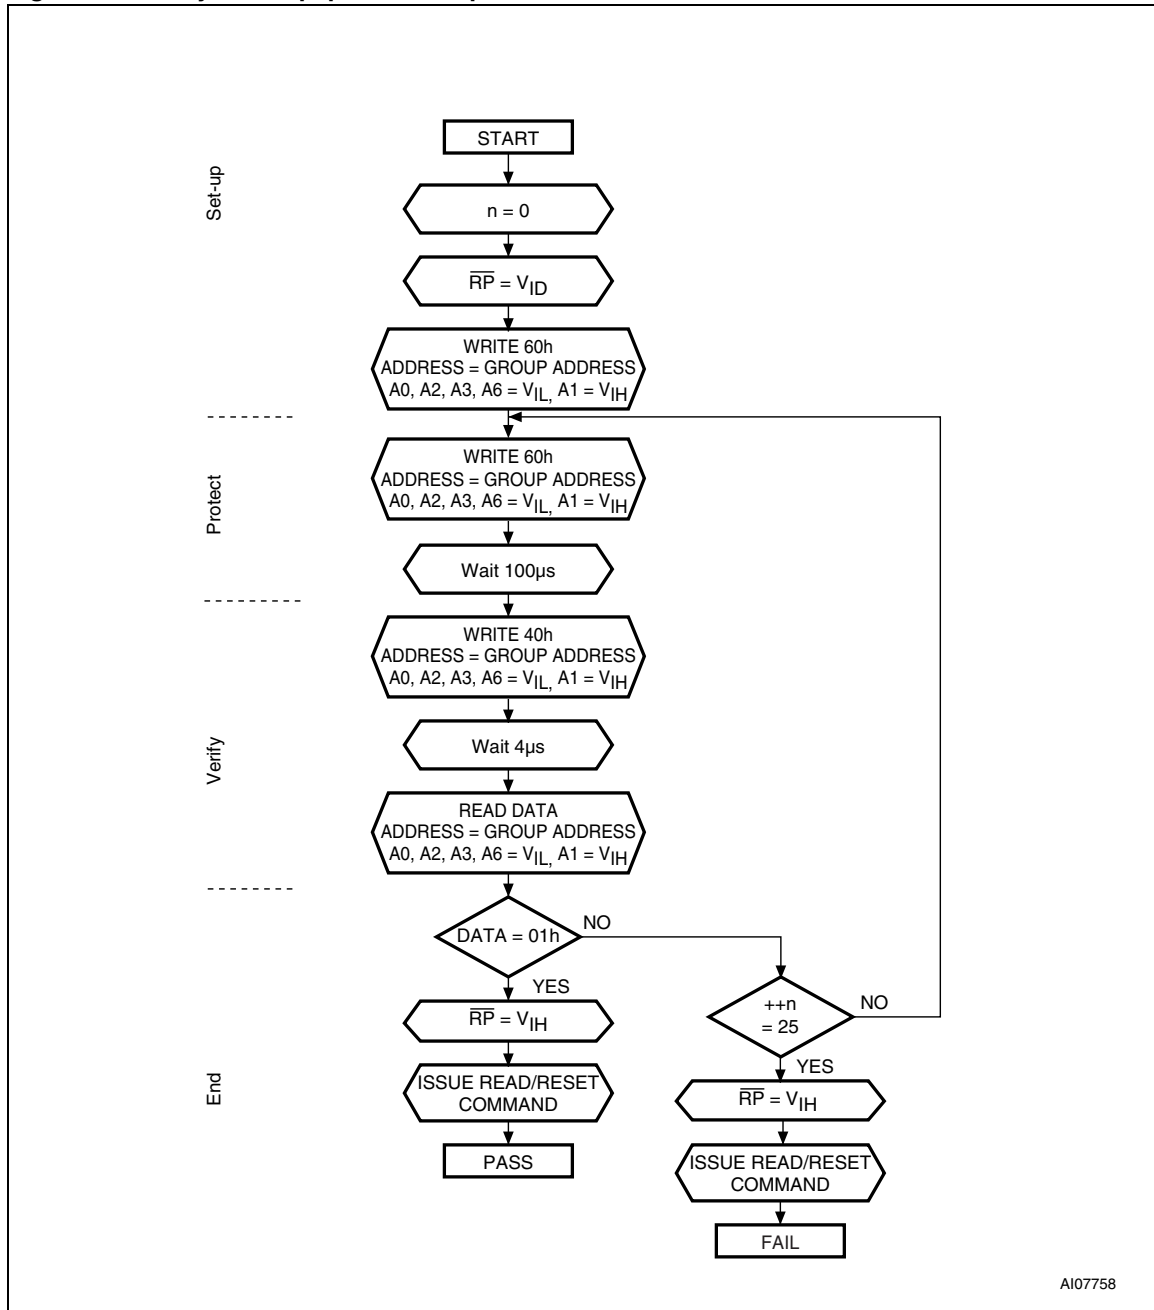 START
Set-up
n = 0
RP = VID
WRITE 60h
ADDRESS = GROUP ADDRESS
A0, A2, A3, A6 = VIL, A1 = VIH
Protect
WRITE 60h
ADDRESS = GROUP ADDRESS
A0, A2, A3, A6 = VIL, A1 = VIH
Wait 100µs
WRITE 40h
ADDRESS = GROUP ADDRESS
A0, A2, A3, A6 = VIL, A1 = VIH
Verify
Wait 4µs
READ DATA
ADDRESS = GROUP ADDRESS
A0, A2, A3, A6 = VIL, A1 = VIH
DATA = 01h
NO
YES
++n
= 25
NO
YES
End
RP = VIH
ISSUE READ/RESET
COMMAND
PASS
RP = VIH
ISSUE READ/RESET
COMMAND
FAIL
AI07758